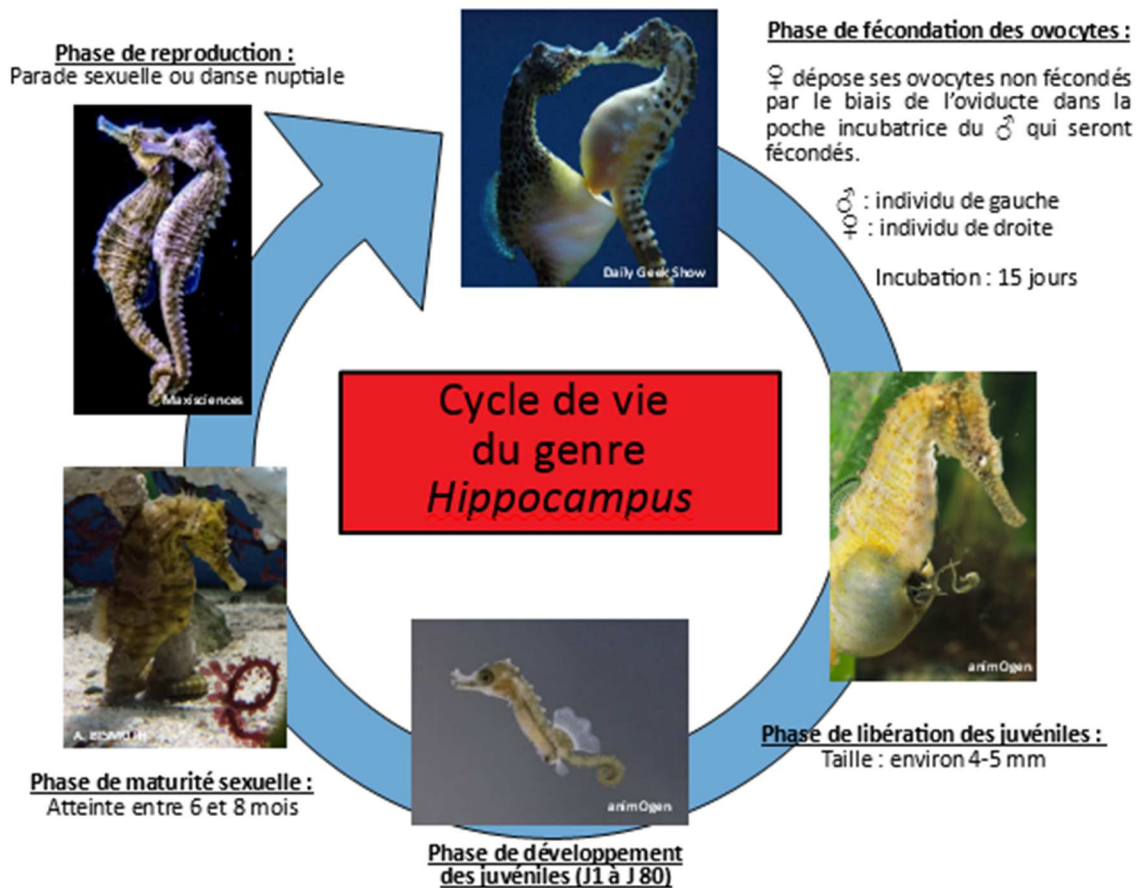 Phase de reproduction :
Parade sexuelle ou danse nuptiale
Maxisciences
Daily Geek Show
Phase de fécondation des ovocytes :
♀ dépose ses ovocytes non fécondés
par le biais de l'oviducte dans la
poche incubatrice du ♂ qui seront
fécondés.
♂ : individu de gauche
♀ : individu de droite
Incubation : 15 jours
Cycle de vie
du genre
Hippocampus
animOgen
Phase de libération des juvéniles :
Taille : environ 4-5 mm
animOgen
Phase de développement
des juvéniles (J1 à J 80)
A. BISMUTH
Phase de maturité sexuelle :
Atteinte entre 6 et 8 mois